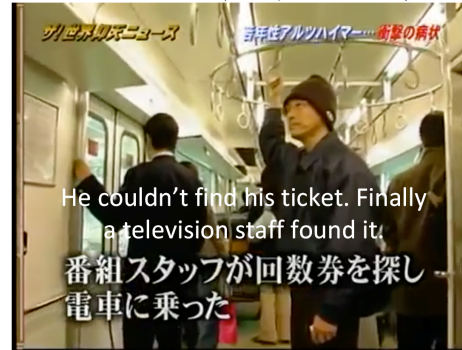 ザ!世界仰天ニュース
若年性アルツハイマー…衝撃の病状
He couldn't find his ticket. Finally
a television staff found it.
番組スタッフが回数券を探し
電車に乗った